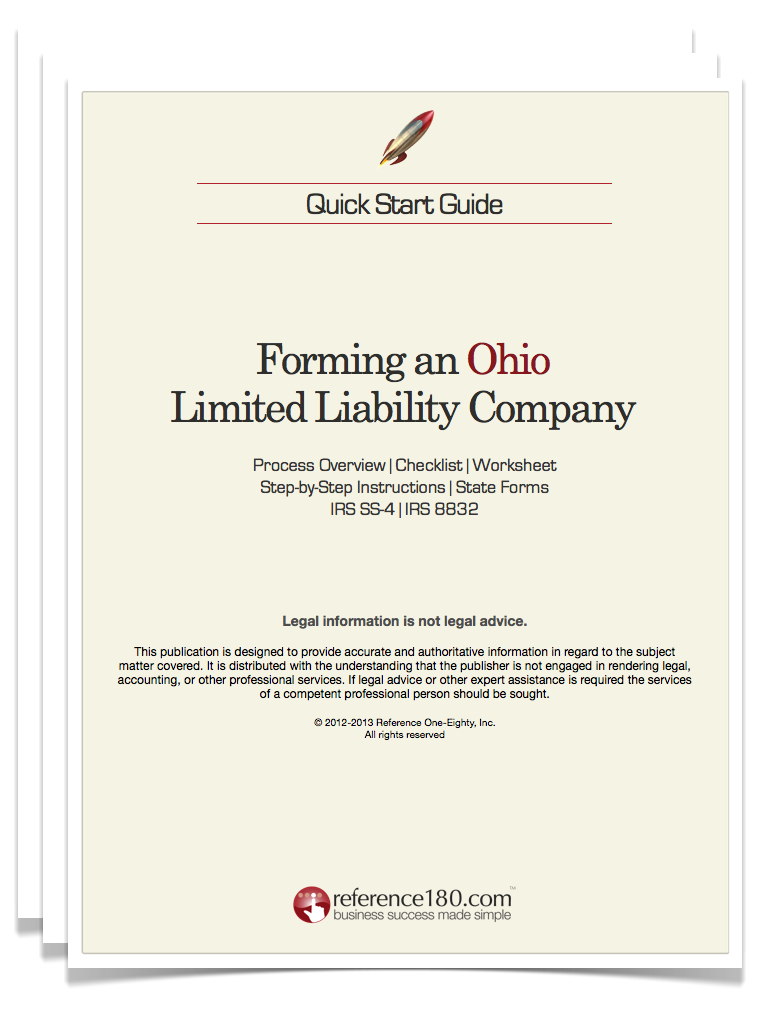 Quick Start Guide
Forming an Ohio
Limited Liability Company
Process Overview | Checklist | Worksheet
Step-by-Step Instructions | State Forms
IRS SS-4 | IRS 8832
Legal information is not legal advice.
This publication is designed to provide accurate and authoritative information in regard to the subject
matter covered. It is distributed with the understanding that the publisher is not engaged in rendering legal,
accounting, or other professional services. If legal advice or other expert assistance is required the services
of a competent professional person should be sought.
© 2012-2013 Reference One-Eighty, Inc.
All rights reserved
reference180.com™
business success made simple